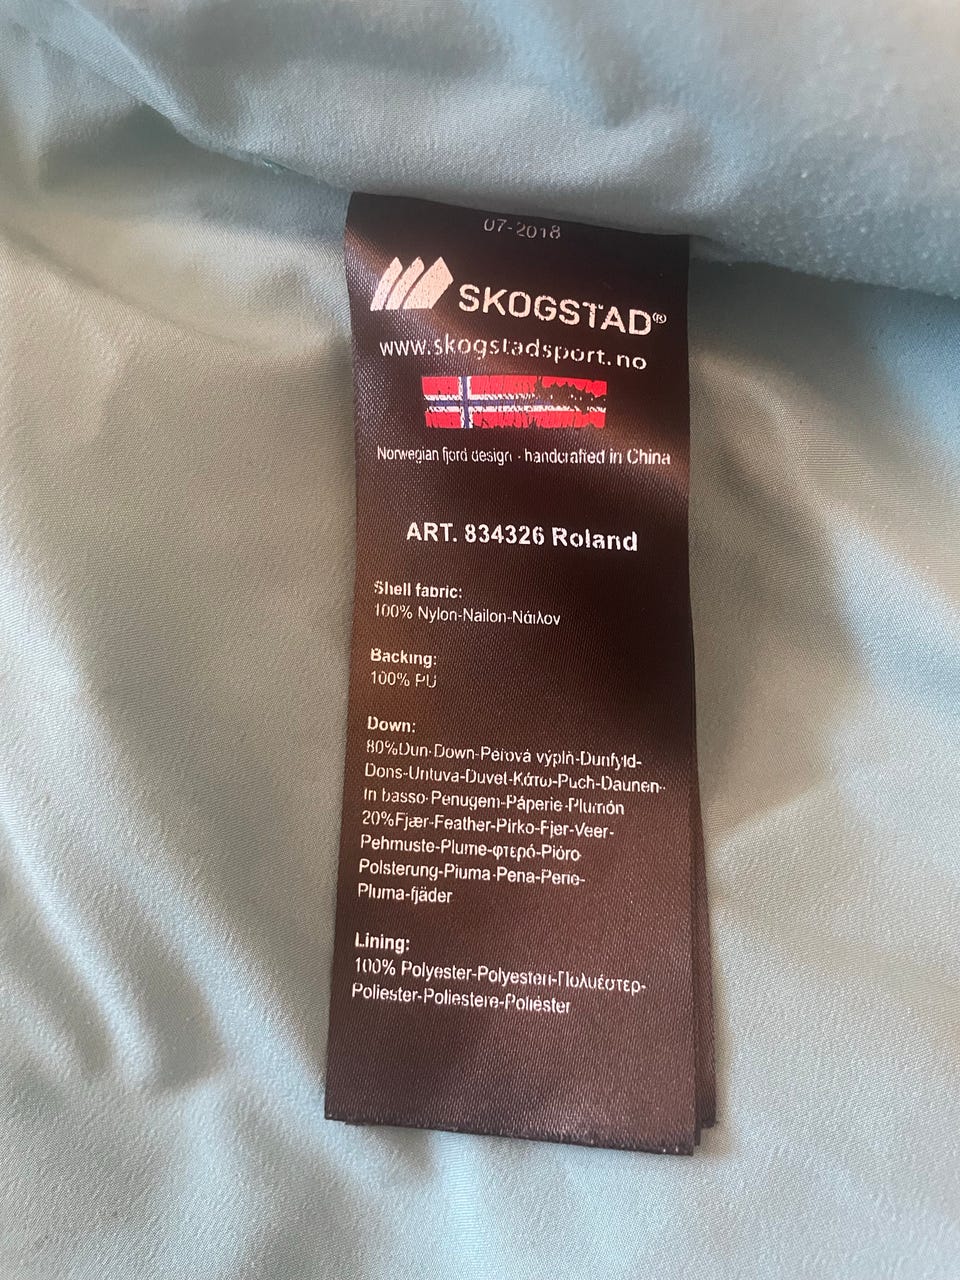 07-2018
SKOGSTAD®
www.skogstadsport.no
Norwegian fjord design - handcrafted in China
ART. 834326 Roland
Shell fabric:
100% Nylon-Nailon-Νάιλον
Backing:
100% PU
Down:
80%Dun-Down-Péřová výplň-Dunfyld-
Dons-Untuva-Duvet-Κάτω-Puch-Daunen-
In basso-Penugem-Páperie-Plumón
20%Fjær-Feather-Pírko-Fjer-Veer-
Pehmuste-Plume-φτερό-Pióro
Polsterung-Piuma-Pena-Perie-
Pluma-fjäder
Lining:
100% Polyester-Polyesteri-Πολυέστερ-
Poliester-Poliestere-Poliéster